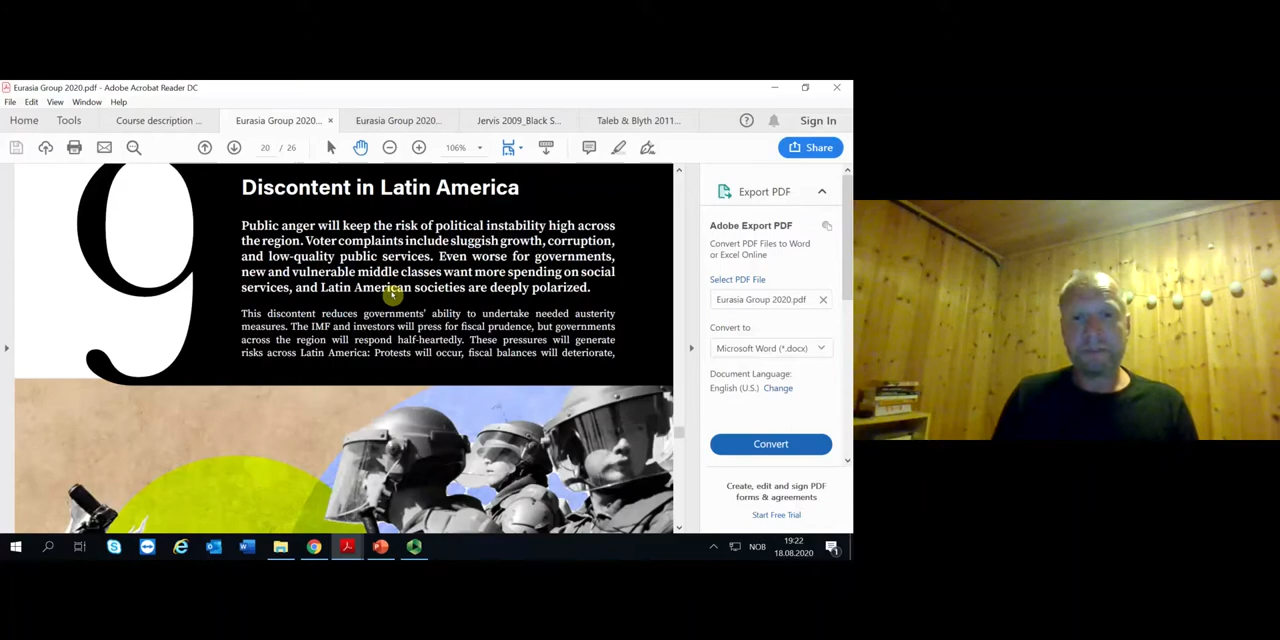 Eurasia Group 2020.pdf - Adobe Acrobat Reader DC
File Edit View Window Help
Home Tools Course description ... Eurasia Group 2020... × Eurasia Group 2020... Jervis 2009_Black S... Taleb & Blyth 2011... Sign In
20 / 26 106% Share
9
Discontent in Latin America
Public anger will keep the risk of political instability high across
the region. Voter complaints include sluggish growth, corruption,
and low-quality public services. Even worse for governments,
new and vulnerable middle classes want more spending on social
services, and Latin American societies are deeply polarized.
This discontent reduces governments' ability to undertake needed austerity
measures. The IMF and investors will press for fiscal prudence, but governments
across the region will respond half-heartedly. These pressures will generate
risks across Latin America: Protests will occur, fiscal balances will deteriorate,
Export PDF
Adobe Export PDF
Convert PDF Files to Word
or Excel Online
Select PDF File
Eurasia Group 2020.pdf
Convert to
Microsoft Word (*.docx)
Document Language:
English (U.S.) Change
Convert
Create, edit and sign PDF
forms & agreements
Start Free Trial
NOB
19:22
18.08.2020